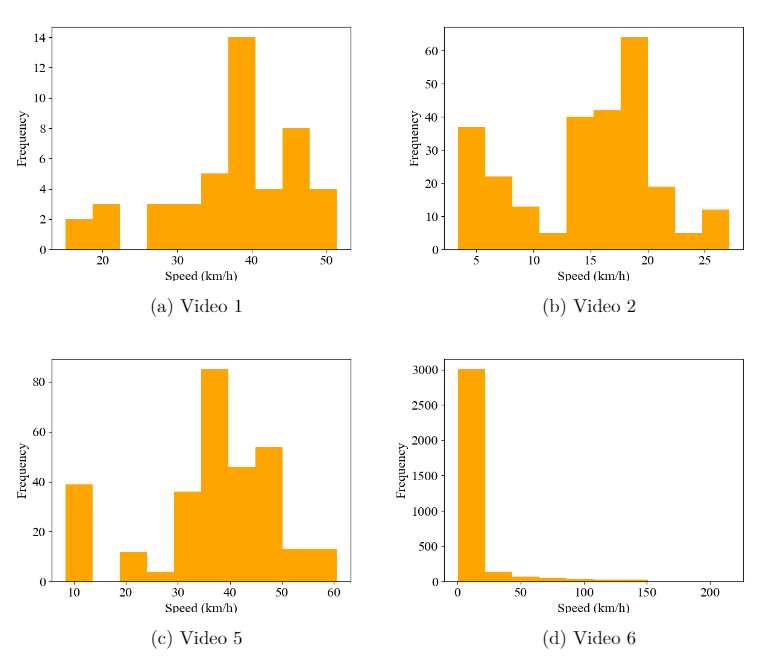 14
12
10
8
6
4
2
0
Frequency
20 30 40 50
Speed (km/h)
(a) Video 1
60
50
40
30
20
10
0
Frequency
5 10 15 20 25
Speed (km/h)
(b) Video 2
80
60
40
20
0
Frequency
10 20 30 40 50 60
Speed (km/h)
(c) Video 5
3000
2500
2000
1500
1000
500
0
Frequency
0 50 100 150 200
Speed (km/h)
(d) Video 6